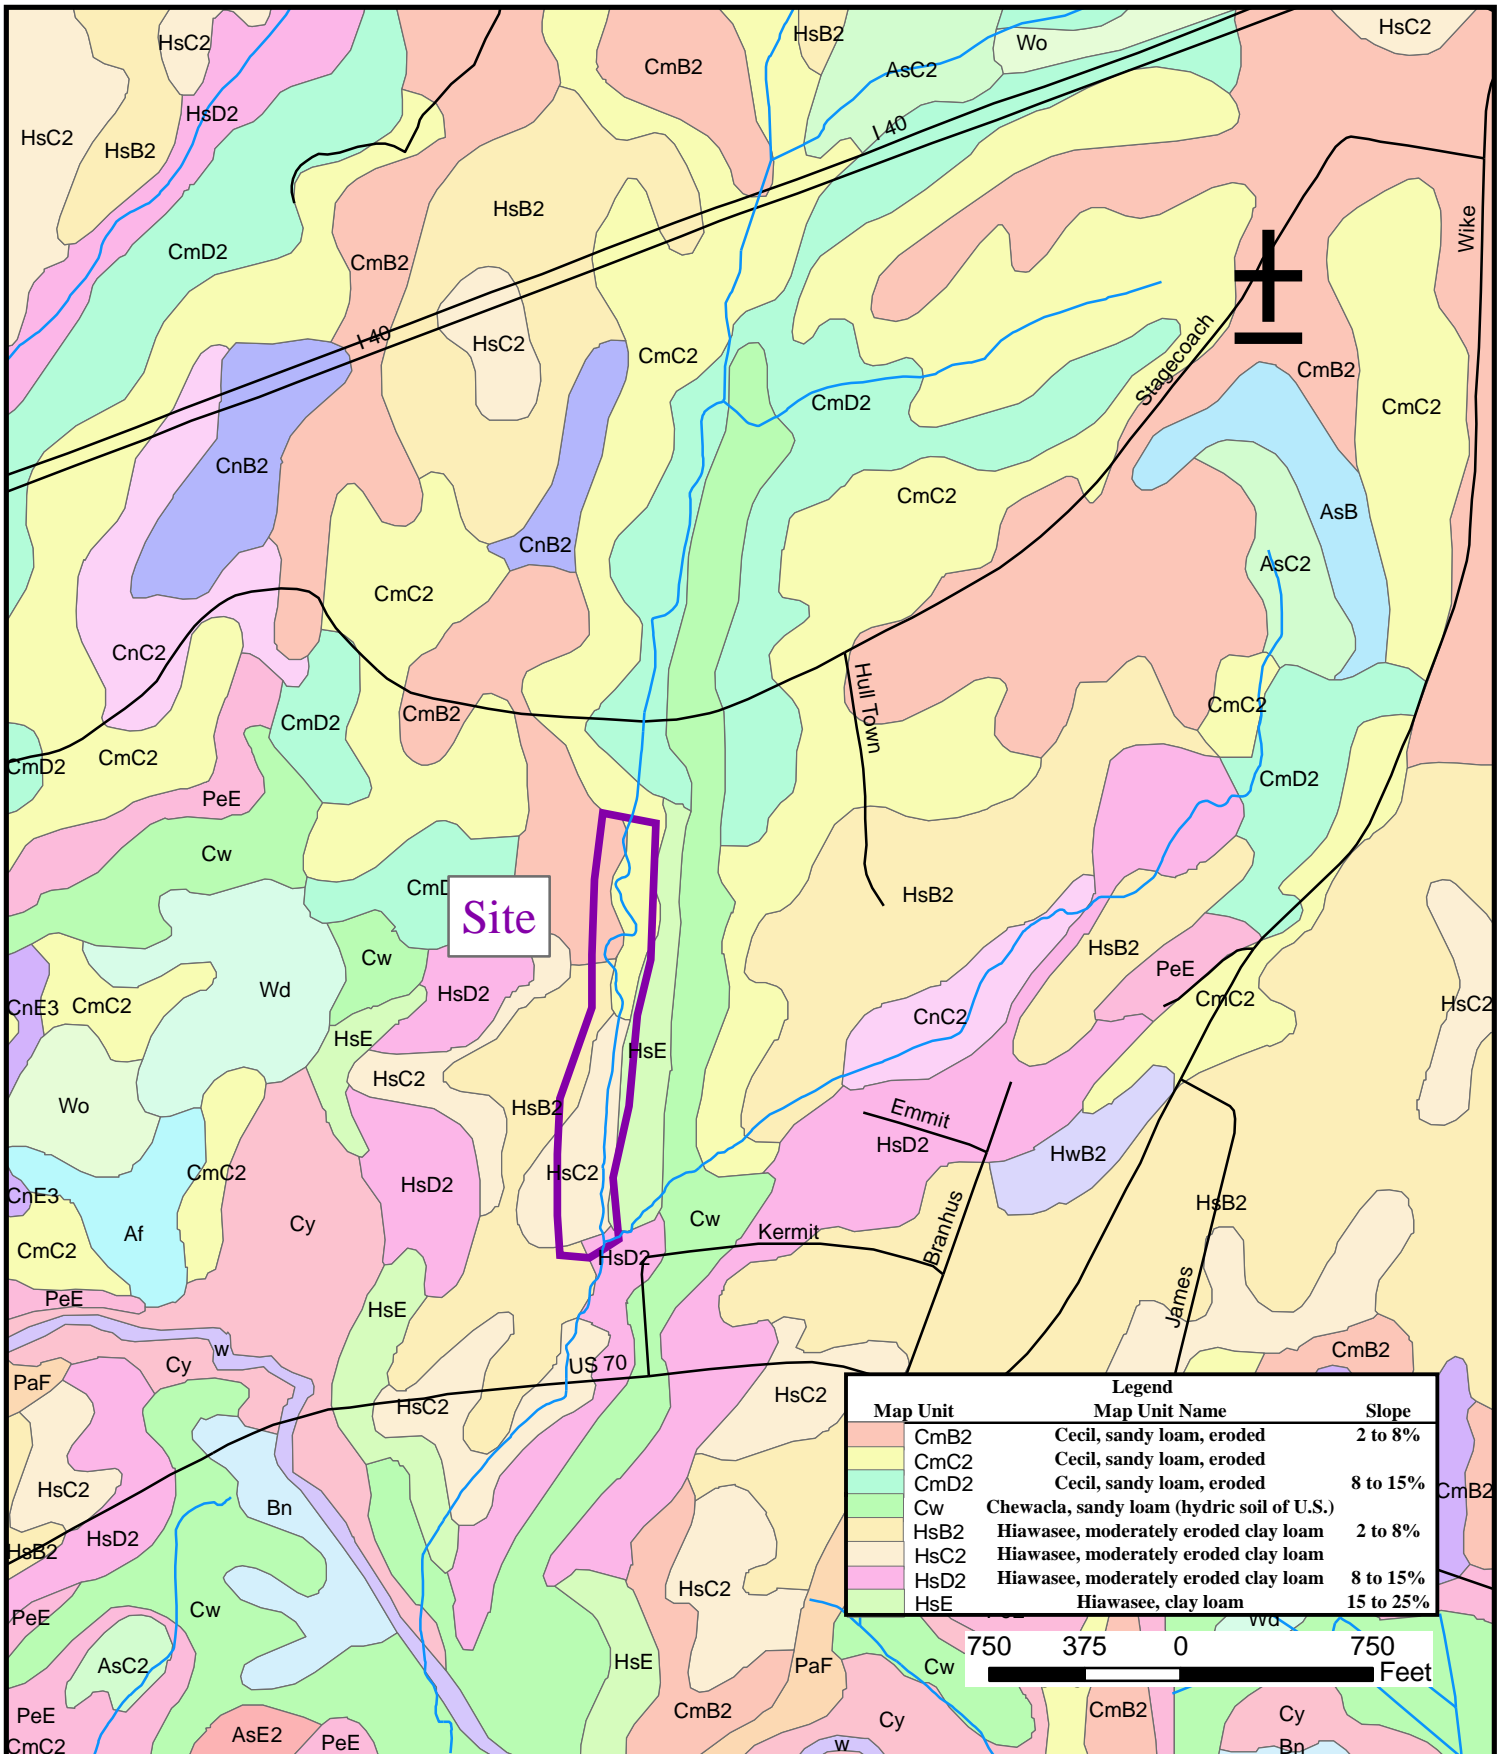 HsC2
HsB2
Wo
HsC2
CmB2
AsC2
HsD2
HsC2
HsB2
I 40
HsB2
Wike
CmD2
CmB2
I 40
HsC2
CmC2
Stagecoach
CmB2
CmD2
CmC2
CnB2
CmC2
AsB
CnB2
AsC2
CmC2
CnC2
Hull Town
CmC2
CmD2
CmB2
CmC2
CmD2
CmD2
PeE
Cw
CmD
HsB2
Site
HsB2
Cw
PeE
HsD2
Wd
CnE3
CmC2
CmC2
HsC2
CnC2
HsE
HsE
HsC2
Wo
HsB2
Emmit
HsD2
HwB2
CmC2
HsC2
HsD2
CnE3
HsB2
Branhus
Cw
Cy
Af
Kermit
CmC2
HsD2
James
PeE
HsE
w
CmB2
Cy
US 70
PaF
HsC2
HsC2
Legend
Map Unit Map Unit Name Slope
CmB2 Cecil, sandy loam, eroded 2 to 8%
CmC2 Cecil, sandy loam, eroded
CmD2 Cecil, sandy loam, eroded 8 to 15%
Cw Chewacla, sandy loam (hydric soil of U.S.)
HsB2 Hiawasee, moderately eroded clay loam 2 to 8%
HsC2 Hiawasee, moderately eroded clay loam
HsD2 Hiawasee, moderately eroded clay loam 8 to 15%
HsE Hiawasee, clay loam 15 to 25%
HsC2
CmB2
Bn
HsD2
HsB2
HsC2
Cw
PeE
Wd
750 375 0 750
Feet
HsE
AsC2
PaF
Cw
CmB2
CmB2
PeE
Cy
Cy
AsE2
PeE
CmC2
w
Bn